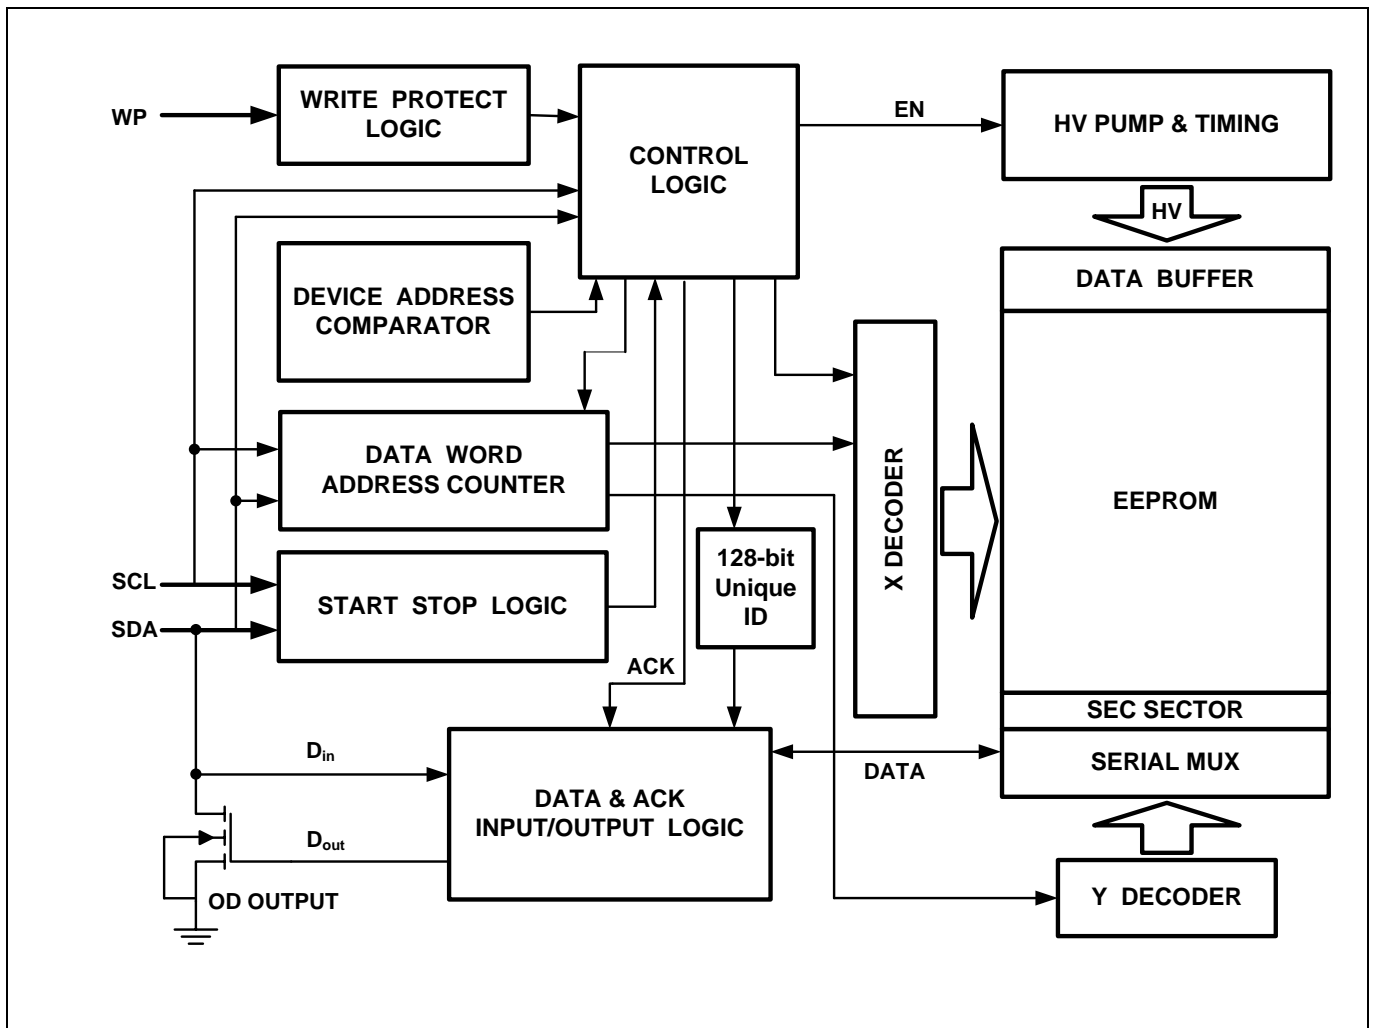 WP
WRITE PROTECT
LOGIC
CONTROL
LOGIC
EN
HV PUMP & TIMING
HV
DATA BUFFER
DEVICE ADDRESS
COMPARATOR
DATA WORD
ADDRESS COUNTER
X DECODER
EEPROM
SCL
SDA
START STOP LOGIC
128-bit
Unique
ID
ACK
SEC SECTOR
SERIAL MUX
Din
DATA & ACK
INPUT/OUTPUT LOGIC
DATA
Dout
OD OUTPUT
Y DECODER